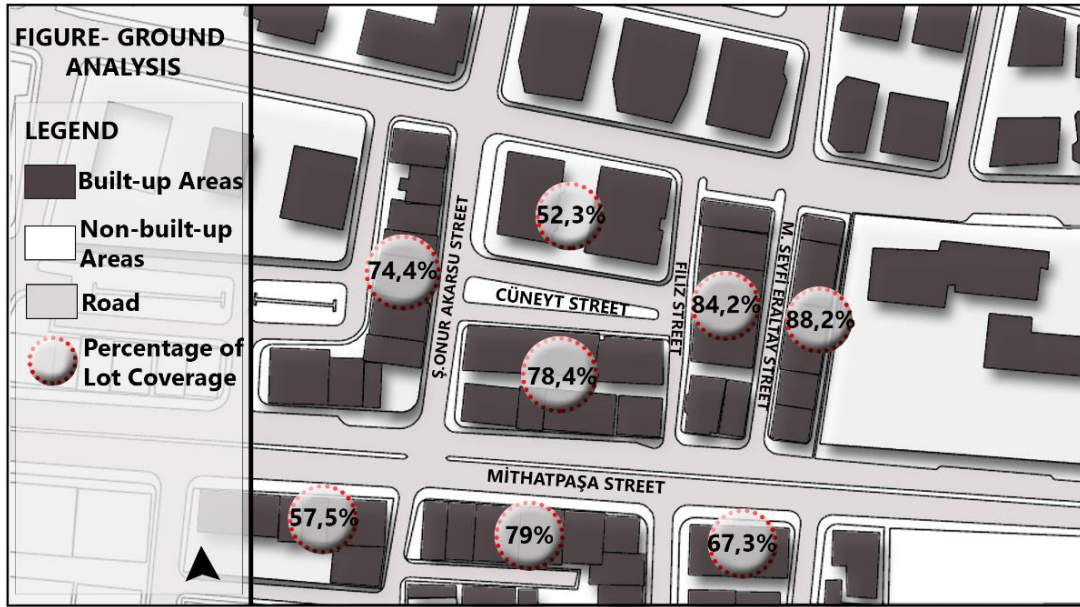 FIGURE- GROUND
ANALYSIS
LEGEND
Built-up Areas
Non-built-up
Areas
Road
Percentage of
Lot Coverage
52,3%
74,4%
Ş.ONUR AKARSU STREET
CÜNEYT STREET
FİLİZ STREET
84,2%
M. SEYFİ ERALTAY STREET
88,2%
78,4%
MİTHATPAŞA STREET
57,5%
79%
67,3%